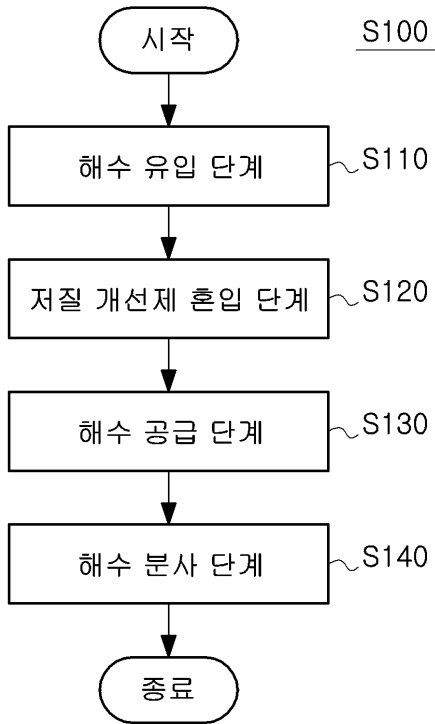 시작
S100
해수 유입 단계
S110
저질 개선제 혼입 단계
S120
해수 공급 단계
S130
해수 분사 단계
S140
종료